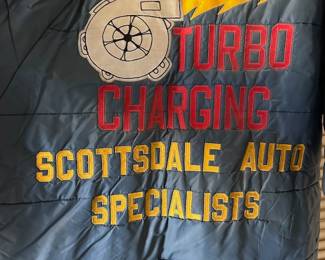 TURBO
CHARGING
SCOTTSDALE AUTO
SPECIALISTS